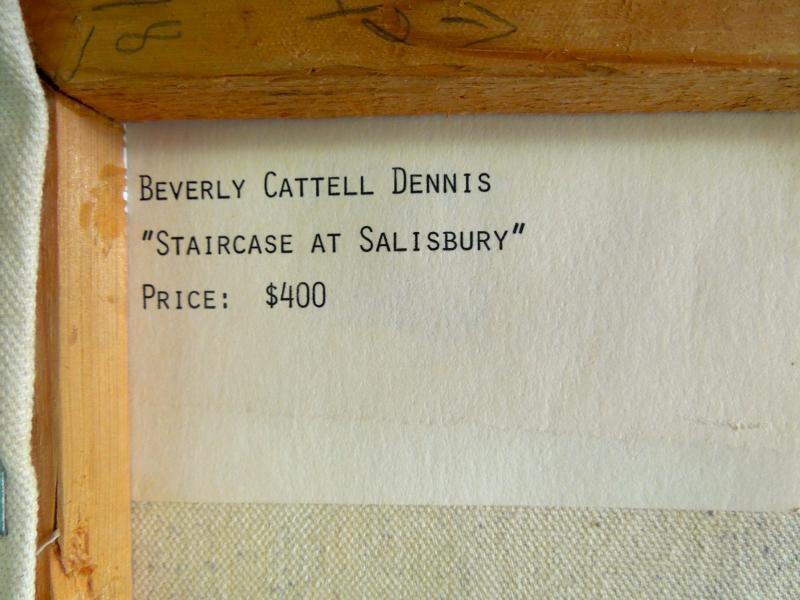 Beverly Cattell Dennis
"Staircase at Salisbury"
Price: $400